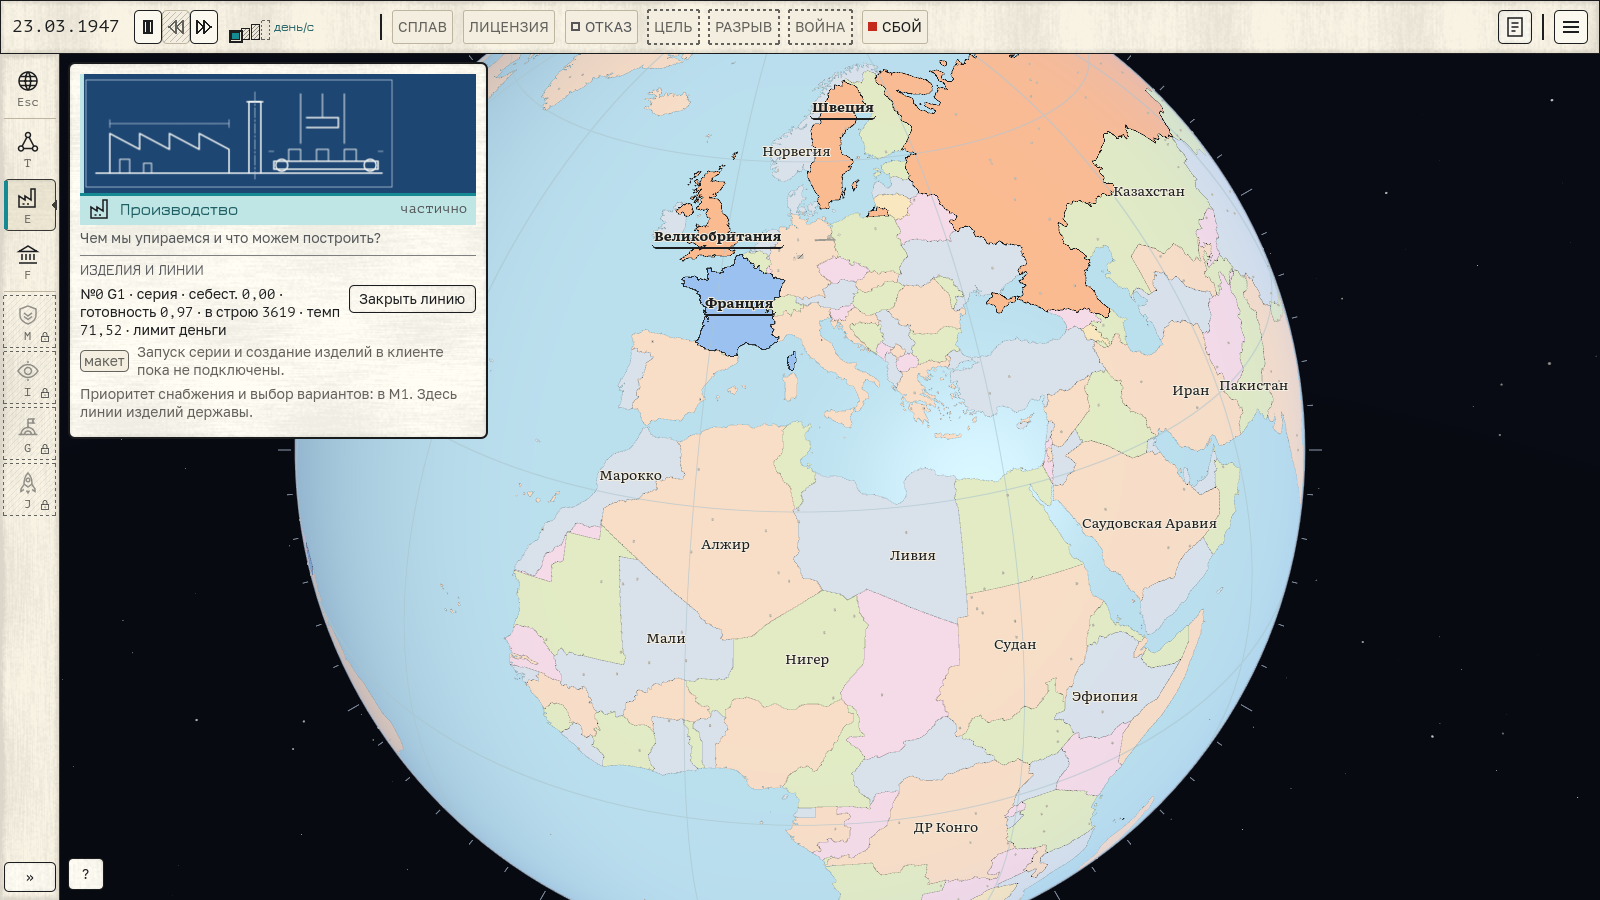 23.03.1947
день/с
СПЛАВ
ЛИЦЕНЗИЯ
ОТКАЗ
ЦЕЛЬ
РАЗРЫВ
ВОЙНА
СБОЙ
Esc
T
E
F
M
I
G
J
»
?
Производство
частично
Чем мы упираемся и что можем построить?
ИЗДЕЛИЯ И ЛИНИИ
№0 G1 · серия · себест. 0,00 ·
готовность 0,97 · в строю 3619 · темп
71,52 · лимит деньги
Закрыть линию
макет
Запуск серии и создание изделий в клиенте
пока не подключены.
Приоритет снабжения и выбор вариантов: в М1. Здесь
линии изделий державы.
Швеция
Норвегия
Казахстан
Великобритания
Франция
Иран
Пакистан
Марокко
Саудовская Аравия
Алжир
Ливия
Мали
Нигер
Судан
Эфиопия
ДР Конго